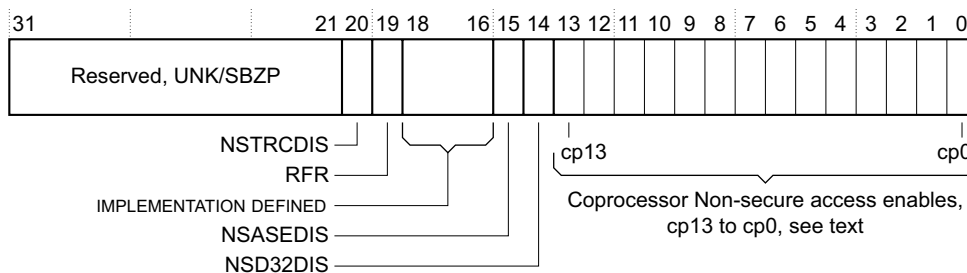 31 21 20 19 18 16 15 14 13 12 11 10 9 8 7 6 5 4 3 2 1 0
Reserved, UNK/SBZP
NSTRCDIS
cp13 cp0
RFR
IMPLEMENTATION DEFINED
Coprocessor Non-secure access enables,
cp13 to cp0, see text
NSASEDIS
NSD32DIS